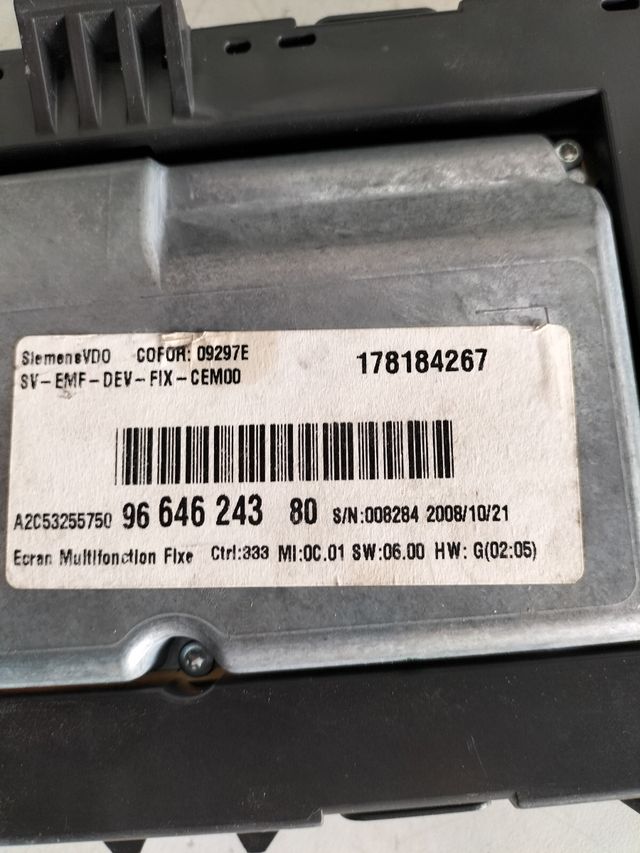 SiemensVDO COFOR: 09297E
178184267
SV-EMF-DEV-FIX-CEM00
A2C53255750 96 646 243 80 S/N:008284 2008/10/21
Ecran Multifonction Fixe Ctrl:333 MI:0C.01 SW:06.00 HW: G(02:05)